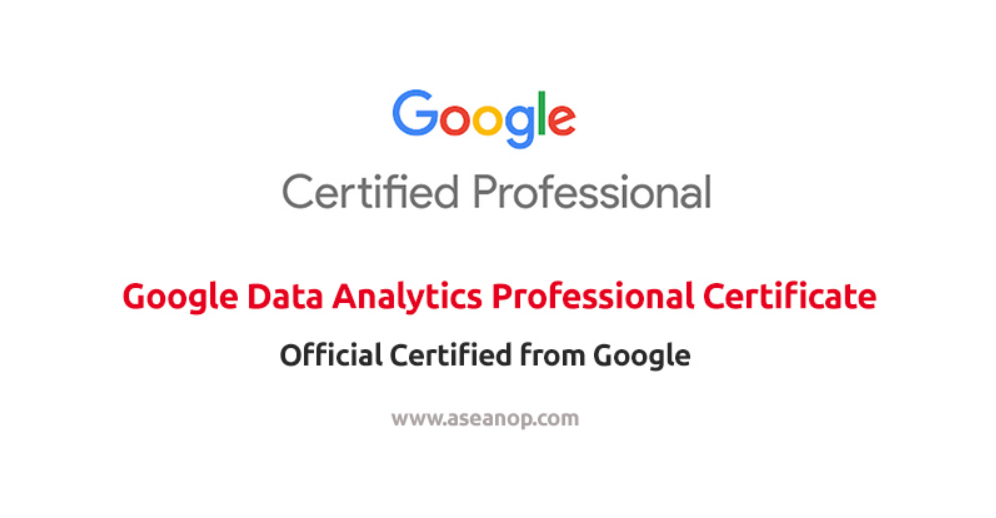 Google
Certified Professional
Google Data Analytics Professional Certificate
Official Certified from Google
www.aseanop.com